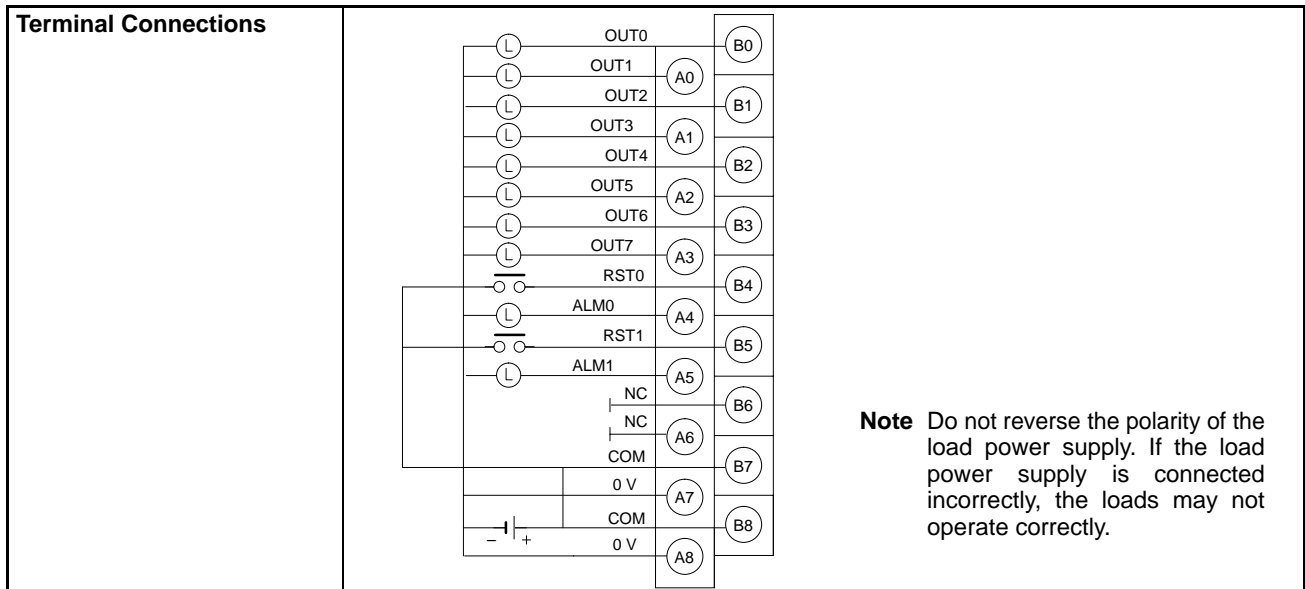 Terminal Connections
OUT0
L
B0
OUT1
L
A0
OUT2
L
B1
OUT3
L
A1
OUT4
L
B2
OUT5
L
A2
OUT6
L
B3
OUT7
L
A3
RST0
B4
ALM0
L
A4
RST1
B5
ALM1
L
A5
NC
B6
NC
A6
COM
B7
0 V
A7
COM
B8
– +
0 V
A8
Note Do not reverse the polarity of the
load power supply. If the load
power supply is connected
incorrectly, the loads may not
operate correctly.